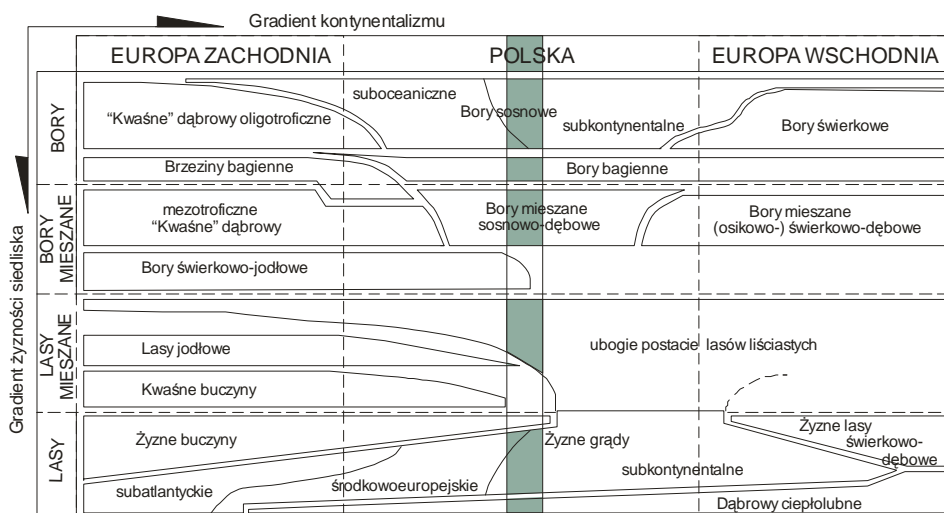 Gradient kontynentalizmu
EUROPA ZACHODNIA
POLSKA
EUROPA WSCHODNIA
Gradient żyzności siedliska
BORY
suboceaniczne
Bory sosnowe
"Kwaśne" dąbrowy oligotroficzne
subkontynentalne
Bory świerkowe
Brzeziny bagienne
Bory bagienne
BORY
MIESZANE
mezotroficzne
"Kwaśne" dąbrowy
Bory mieszane
sosnowo-dębowe
Bory mieszane
(osikowo-) świerkowo-dębowe
Bory świerkowo-jodłowe
LASY
MIESZANE
Lasy jodłowe
ubogie postacie lasów liściastych
Kwaśne buczyny
LASY
Żyzne buczyny
Żyzne grądy
Żyzne lasy
świerkowo-
dębowe
subatlantyckie
środkowoeuropejskie
subkontynentalne
Dąbrowy ciepłolubne